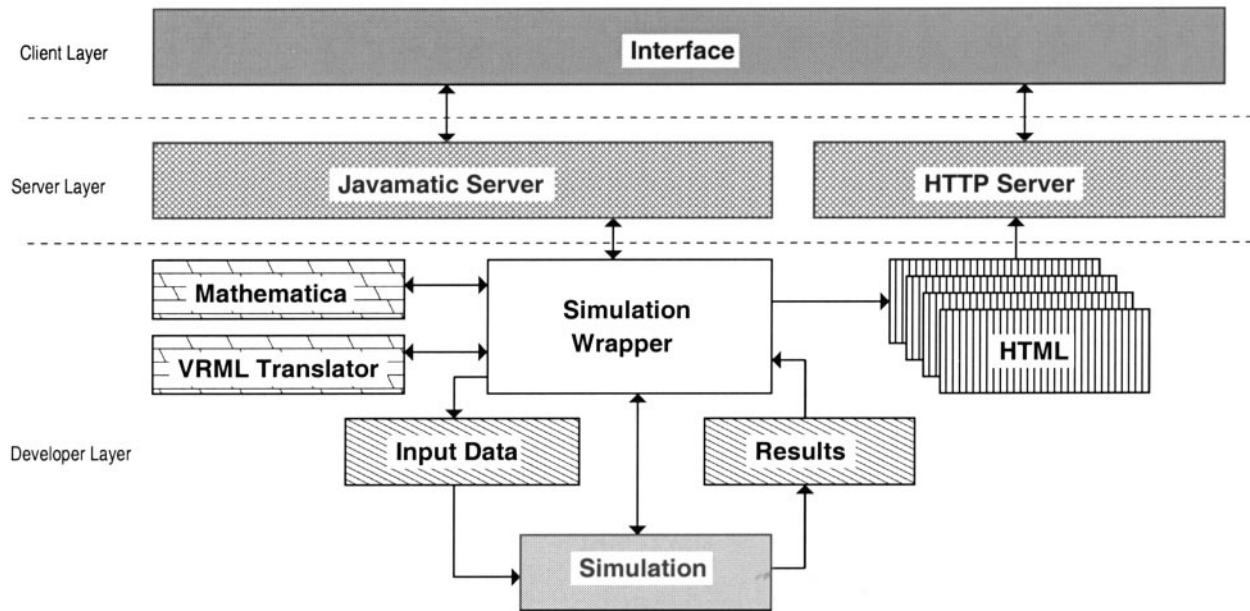 Client Layer
Interface
Server Layer
Javamatic Server
HTTP Server
Mathematica
Simulation
Wrapper
HTML
VRML Translator
Developer Layer
Input Data
Results
Simulation